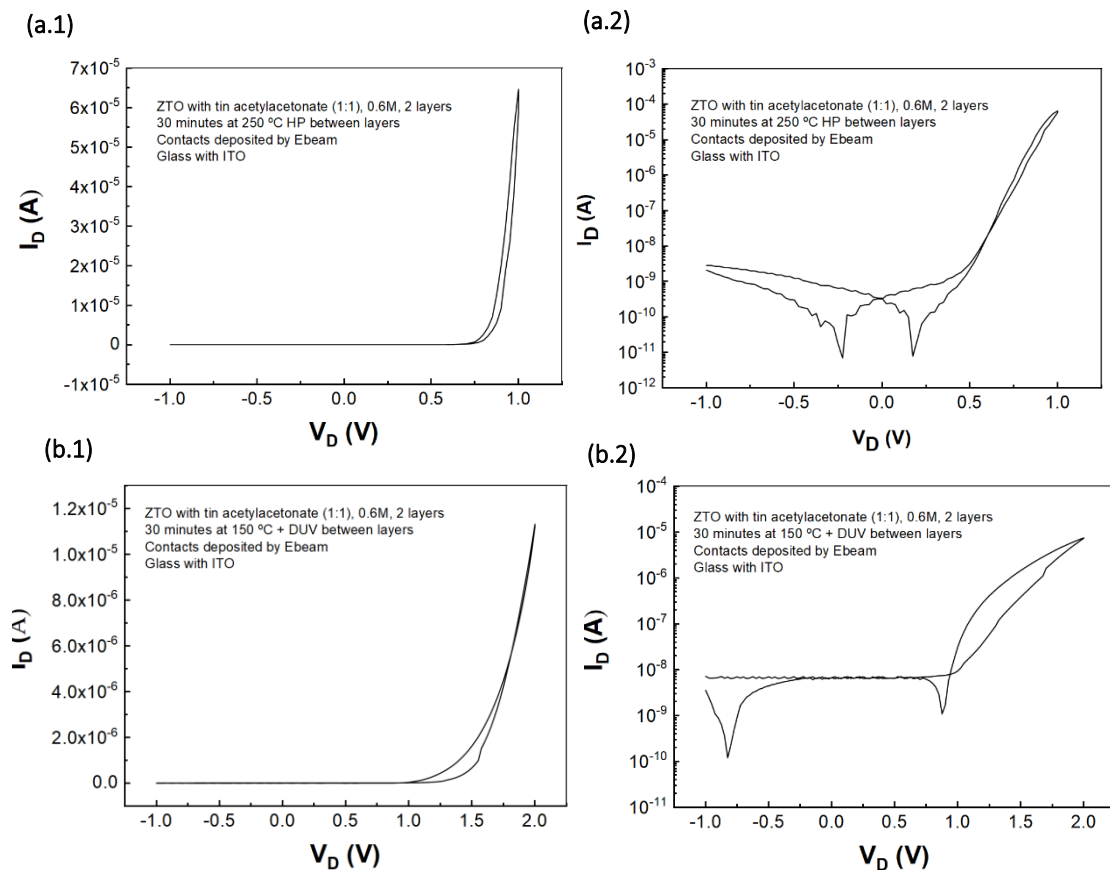 (a.1)
7x10⁻⁵
6x10⁻⁵
5x10⁻⁵
4x10⁻⁵
3x10⁻⁵
2x10⁻⁵
1x10⁻⁵
0
-1x10⁻⁵
I_D (A)
ZTO with tin acetylacetonate (1:1), 0.6M, 2 layers
30 minutes at 250 ºC HP between layers
Contacts deposited by Ebeam
Glass with ITO
-1.0 -0.5 0.0 0.5 1.0
V_D (V)
(a.2)
10⁻³
10⁻⁴
10⁻⁵
10⁻⁶
10⁻⁷
10⁻⁸
10⁻⁹
10⁻¹⁰
10⁻¹¹
10⁻¹²
I_D (A)
ZTO with tin acetylacetonate (1:1), 0.6M, 2 layers
30 minutes at 250 ºC HP between layers
Contacts deposited by Ebeam
Glass with ITO
-1.0 -0.5 0.0 0.5 1.0
V_D (V)
(b.1)
1.2x10⁻⁵
1.0x10⁻⁵
8.0x10⁻⁶
6.0x10⁻⁶
4.0x10⁻⁶
2.0x10⁻⁶
0.0
I_D (A)
ZTO with tin acetylacetonate (1:1), 0.6M, 2 layers
30 minutes at 150 ºC + DUV between layers
Contacts deposited by Ebeam
Glass with ITO
-1.0 -0.5 0.0 0.5 1.0 1.5 2.0
V_D (V)
(b.2)
10⁻⁴
10⁻⁵
10⁻⁶
10⁻⁷
10⁻⁸
10⁻⁹
10⁻¹⁰
10⁻¹¹
I_D (A)
ZTO with tin acetylacetonate (1:1), 0.6M, 2 layers
30 minutes at 150 ºC + DUV between layers
Contacts deposited by Ebeam
Glass with ITO
-1.0 -0.5 0.0 0.5 1.0 1.5 2.0
V_D (V)